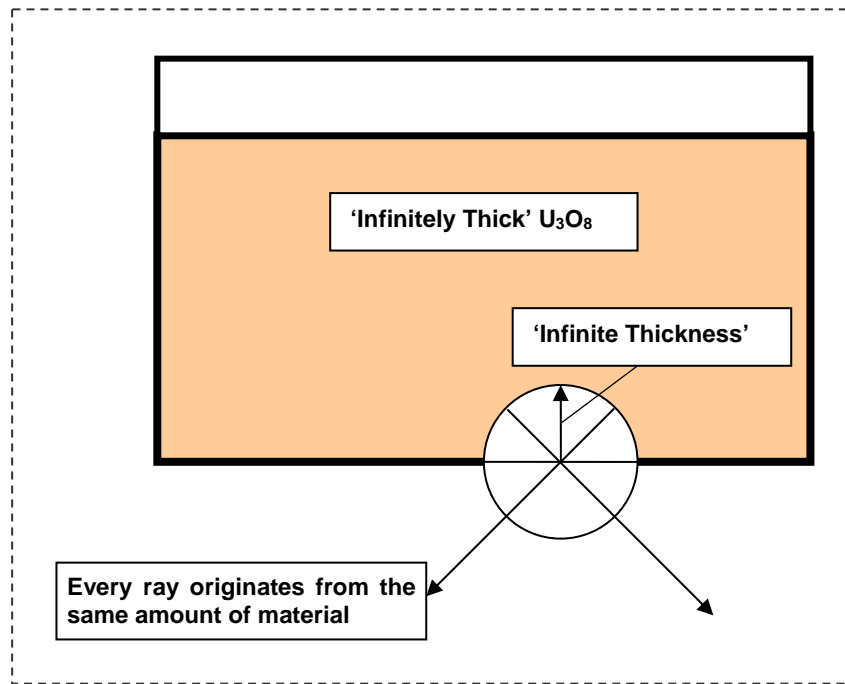 ‘Infinitely Thick’ U₃O₈
‘Infinite Thickness’
Every ray originates from the
same amount of material